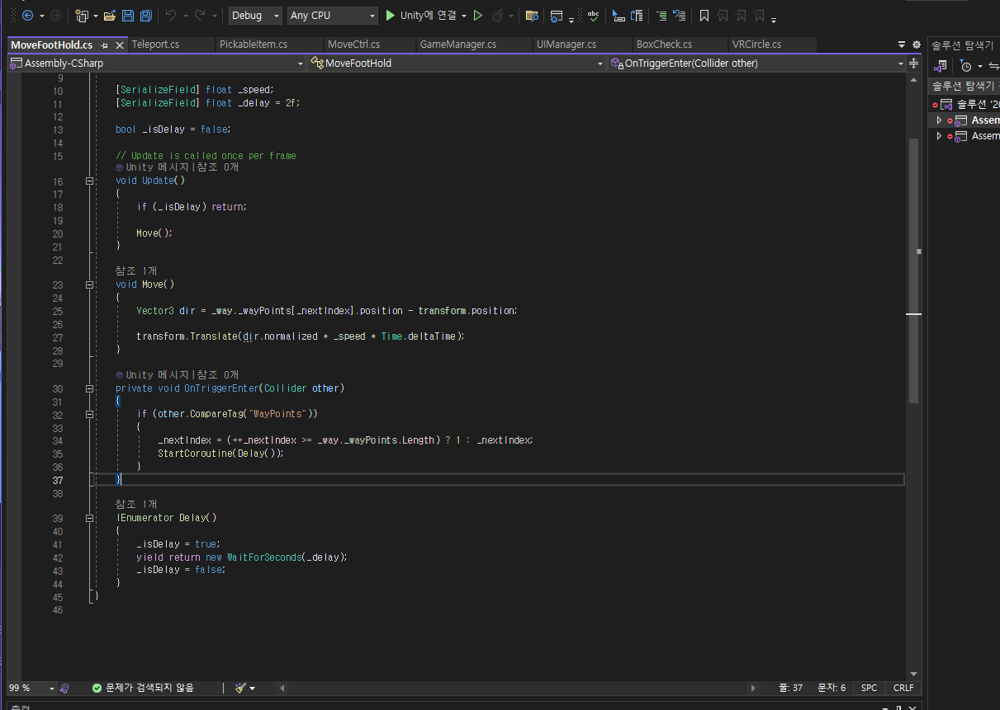 Debug Any CPU Unity에 연결
MoveFootHold.cs Teleport.cs PickableItem.cs MoveCtrl.cs GameManager.cs UIManager.cs BoxCheck.cs VRCircle.cs
솔루션 탐색기
Assembly-CSharp MoveFootHold OnTriggerEnter(Collider other)
솔루션 탐색기
솔루션 '20
Assem
Assem
9
10 [SerializeField] float _speed;
11 [SerializeField] float _delay = 2f;
12
13 bool _isDelay = false;
14
15 // Update is called once per frame
Unity 메시지|참조 0개
16 void Update()
17 {
18 if (_isDelay) return;
19
20 Move();
21 }
22
참조 1개
23 void Move()
24 {
25 Vector3 dir = _way._wayPoints[_nextIndex].position - transform.position;
26
27 transform.Translate(dir.normalized * _speed * Time.deltaTime);
28 }
29
Unity 메시지|참조 0개
30 private void OnTriggerEnter(Collider other)
31 {
32 if (other.CompareTag("WayPoints"))
33 {
34 _nextIndex = (++_nextIndex >= _way._wayPoints.Length) ? 1 : _nextIndex;
35 StartCoroutine(Delay());
36 }
37 }
38
참조 1개
39 IEnumerator Delay()
40 {
41 _isDelay = true;
42 yield return new WaitForSeconds(_delay);
43 _isDelay = false;
44 }
45 }
46
99 % 문제가 검색되지 않음 줄: 37 문자: 6 SPC CRLF
출력